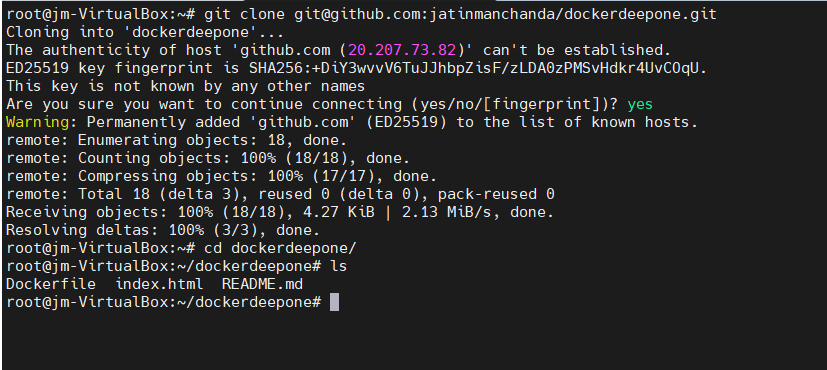 root@jm-VirtualBox:~# git clone git@github.com:jatinmanchanda/dockerdeepone.git
Cloning into 'dockerdeepone'...
The authenticity of host 'github.com (20.207.73.82)' can't be established.
ED25519 key fingerprint is SHA256:+DiY3wvvV6TuJJhbpZisF/zLDA0zPMSvHdkr4UvCOqU.
This key is not known by any other names
Are you sure you want to continue connecting (yes/no/[fingerprint])? yes
Warning: Permanently added 'github.com' (ED25519) to the list of known hosts.
remote: Enumerating objects: 18, done.
remote: Counting objects: 100% (18/18), done.
remote: Compressing objects: 100% (17/17), done.
remote: Total 18 (delta 3), reused 0 (delta 0), pack-reused 0
Receiving objects: 100% (18/18), 4.27 KiB | 2.13 MiB/s, done.
Resolving deltas: 100% (3/3), done.
root@jm-VirtualBox:~# cd dockerdeepone/
root@jm-VirtualBox:~/dockerdeepone# ls
Dockerfile  index.html  README.md
root@jm-VirtualBox:~/dockerdeepone#